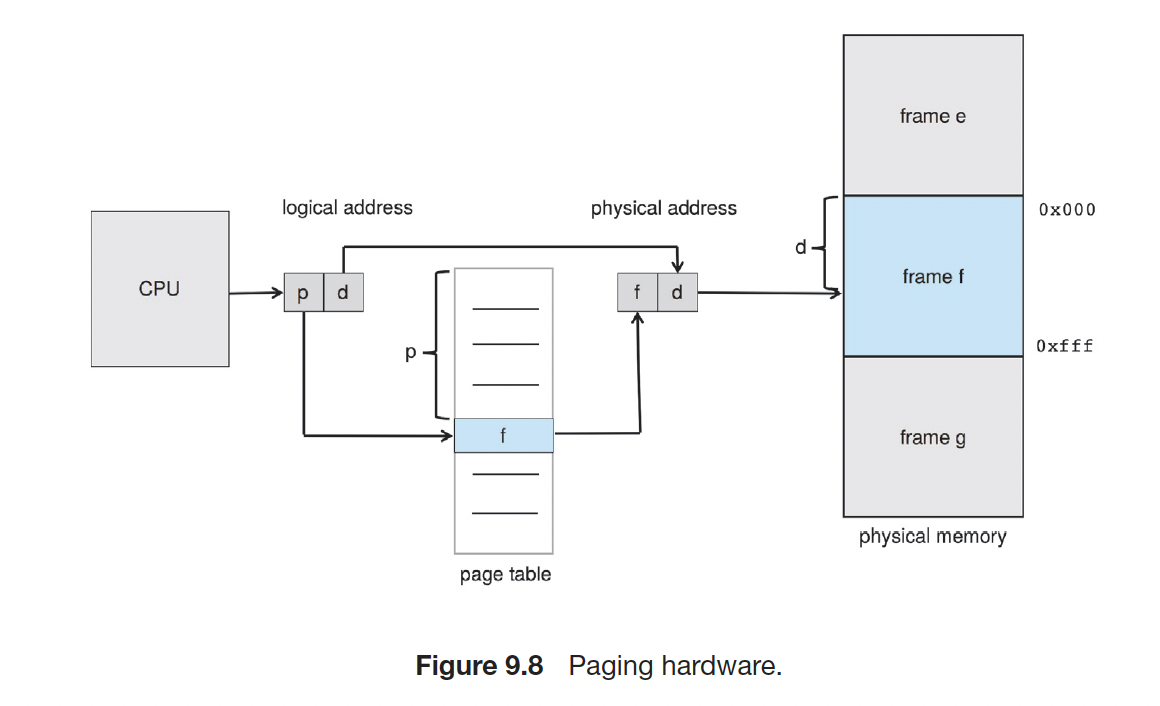 frame e
logical address
physical address
0x000
d
frame f
CPU
p d
f d
p
0xfff
f
frame g
physical memory
page table
Figure 9.8 Paging hardware.